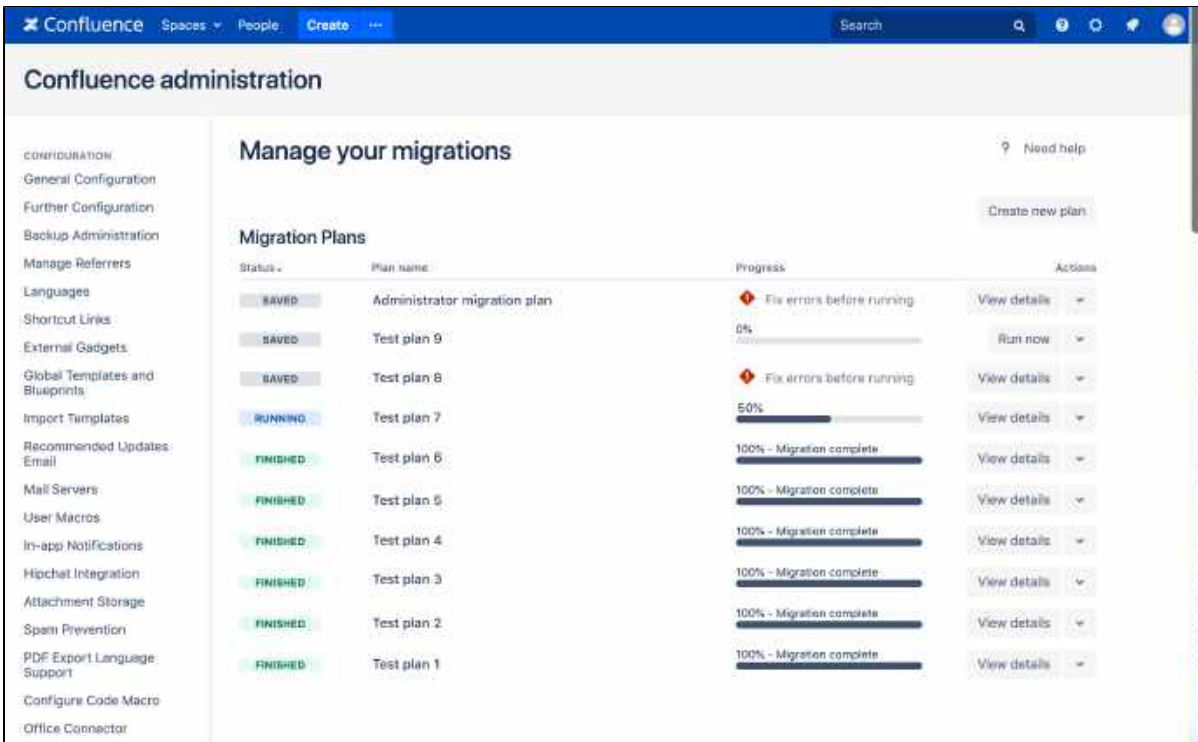 Confluence Spaces People Create ... Search
Confluence administration
CONFIGURATION
General Configuration
Further Configuration
Backup Administration
Manage Referrers
Languages
Shortcut Links
External Gadgets
Global Templates and
Blueprints
Import Templates
Recommended Updates
Email
Mail Servers
User Macros
In-app Notifications
Hipchat Integration
Attachment Storage
Spam Prevention
PDF Export Language
Support
Configure Code Macro
Office Connector
Manage your migrations
? Need help
Create new plan
Migration Plans
Status Plan name Progress Actions
SAVED Administrator migration plan Fix errors before running View details
SAVED Test plan 9 0% Run now
SAVED Test plan 8 Fix errors before running View details
RUNNING Test plan 7 50% View details
FINISHED Test plan 6 100% - Migration complete View details
FINISHED Test plan 5 100% - Migration complete View details
FINISHED Test plan 4 100% - Migration complete View details
FINISHED Test plan 3 100% - Migration complete View details
FINISHED Test plan 2 100% - Migration complete View details
FINISHED Test plan 1 100% - Migration complete View details